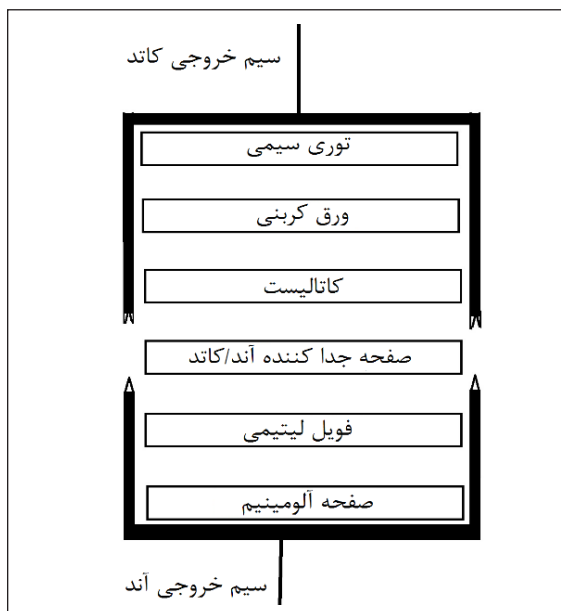 سیم خروجی کاتد
توری سیمی
ورق کربنی
کاتالیست
صفحه جدا کننده آند/کاتد
فویل لیتیمی
صفحه آلومینیم
سیم خروجی آند